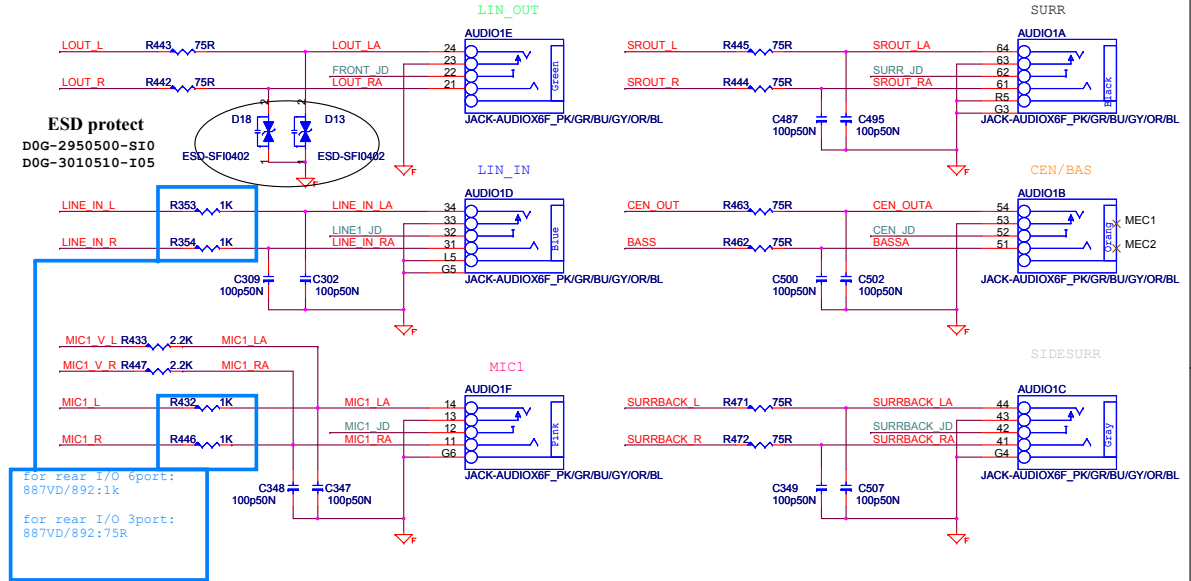 LIN_OUT
AUDIO1E
LOUT_L
R443
75R
LOUT_LA
24
23
FRONT_JD
22
LOUT_R
R442
75R
LOUT_RA
21
Green
JACK-AUDIOX6F_PK/GR/BU/GY/OR/BL
2
2
D18
D13
ESD-SFI0402
ESD-SFI0402
1
1
F
F
ESD protect
D0G-2950500-SI0
D0G-3010510-I05
SURR
AUDIO1A
SROUT_L
R445
75R
SROUT_LA
64
63
SURR_JD
62
SROUT_R
R444
75R
SROUT_RA
61
R5
G3
Black
JACK-AUDIOX6F_PK/GR/BU/GY/OR/BL
C487
100p50N
C495
100p50N
F
LIN_IN
AUDIO1D
LINE_IN_L
R353
1K
LINE_IN_LA
34
33
LINE1_JD
32
LINE_IN_R
R354
1K
LINE_IN_RA
31
L5
G5
Blue
JACK-AUDIOX6F_PK/GR/BU/GY/OR/BL
C309
100p50N
C302
100p50N
F
CEN/BAS
AUDIO1B
CEN_OUT
R463
75R
CEN_OUTA
54
53
CEN_JD
52
BASS
R462
75R
BASSA
51
Orang
MEC1
MEC2
JACK-AUDIOX6F_PK/GR/BU/GY/OR/BL
C500
100p50N
C502
100p50N
F
MIC1_V_L
R433
2.2K
MIC1_LA
MIC1_V_R
R447
2.2K
MIC1_RA
MIC1
AUDIO1F
MIC1_L
R432
1K
MIC1_LA
14
13
MIC1_JD
12
MIC1_R
R446
1K
MIC1_RA
11
G6
Pink
JACK-AUDIOX6F_PK/GR/BU/GY/OR/BL
C348
100p50N
C347
100p50N
F
SIDESURR
AUDIO1C
SURRBACK_L
R471
75R
SURRBACK_LA
44
43
SURRBACK_JD
42
SURRBACK_R
R472
75R
SURRBACK_RA
41
G4
Gray
JACK-AUDIOX6F_PK/GR/BU/GY/OR/BL
C349
100p50N
C507
100p50N
F
for rear I/O 6port:
887VD/892:1k
for rear I/O 3port:
887VD/892:75R